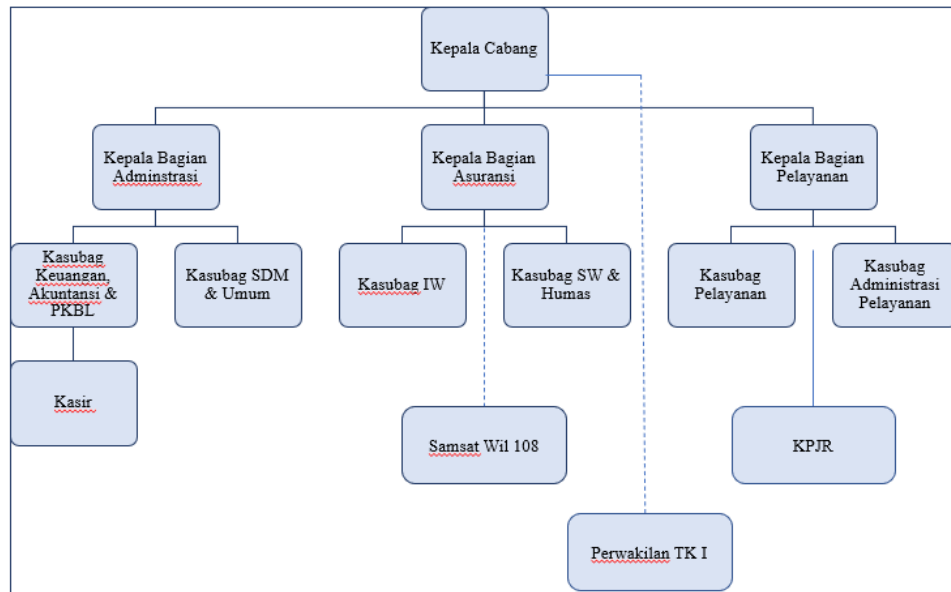 Kepala Cabang
Kepala Bagian
Adminstrasi
Kepala Bagian
Asuransi
Kepala Bagian
Pelayanan
Kasubag
Keuangan,
Akuntansi &
PKBL
Kasubag SDM
& Umum
Kasubag IW
Kasubag SW &
Humas
Kasubag
Pelayanan
Kasubag
Administrasi
Pelayanan
Kasir
Samsat Wil 108
KPJR
Perwakilan TK I